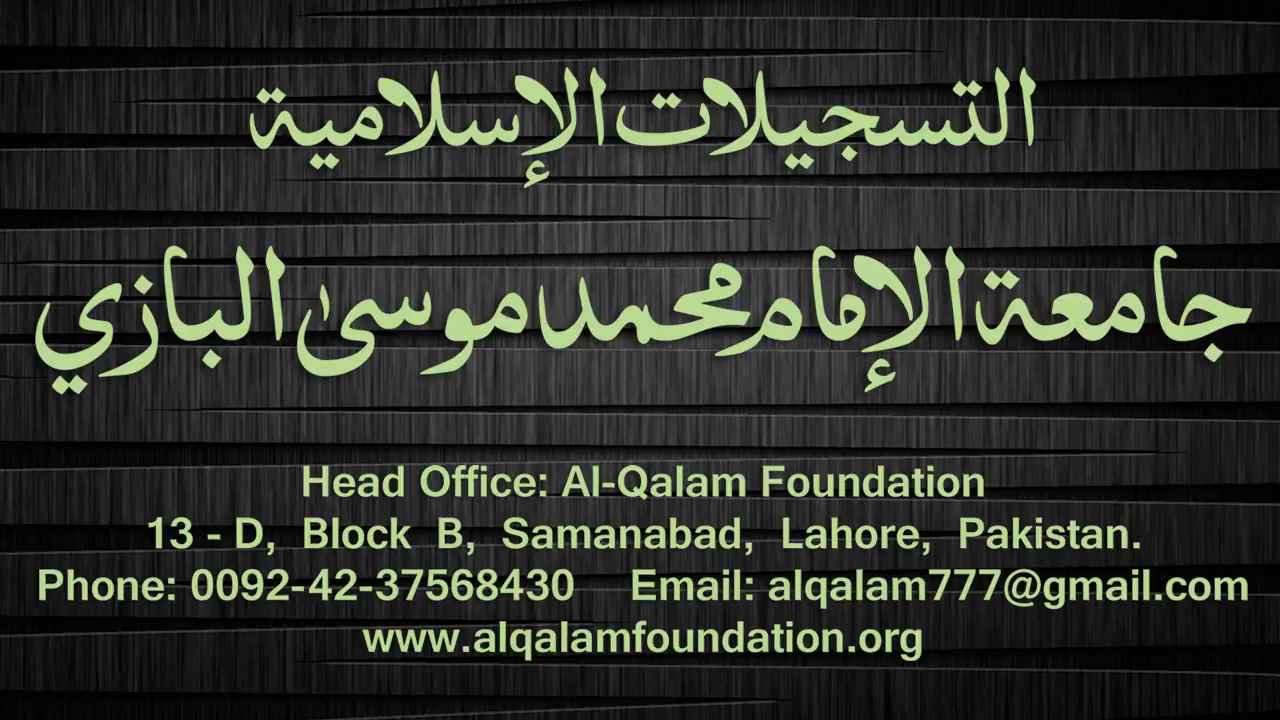 التسجيلات الإسلامية
جامعة الإمام محمد موسىٰ البازي
Head Office: Al-Qalam Foundation
13 - D, Block B, Samanabad, Lahore, Pakistan.
Phone: 0092-42-37568430 Email: alqalam777@gmail.com
www.alqalamfoundation.org